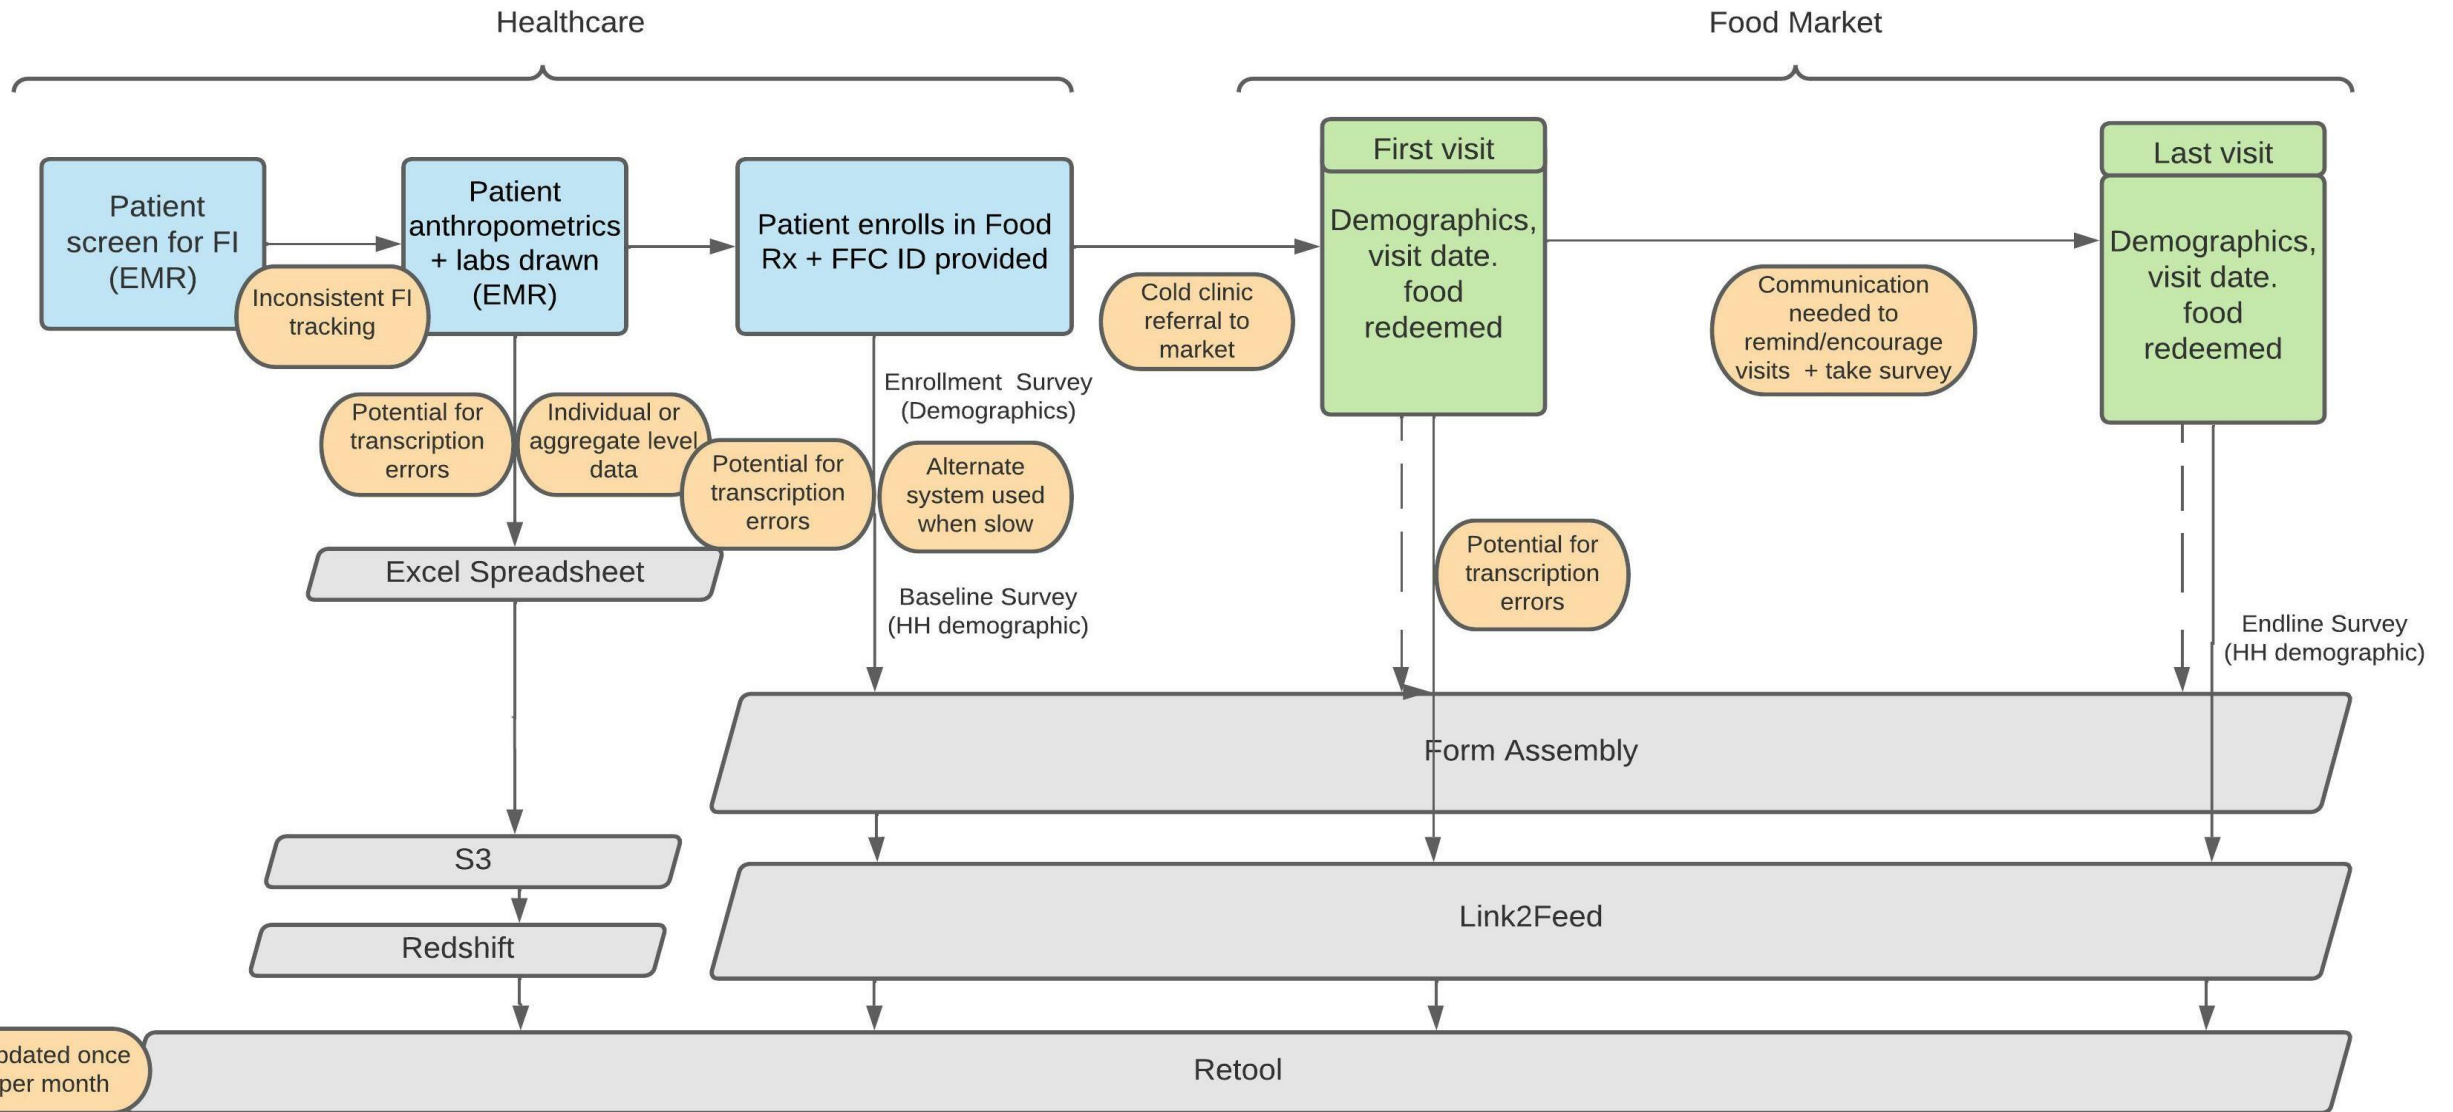 Healthcare
Food Market
Patient
screen for FI
(EMR)
Inconsistent FI
tracking
Patient
anthropometrics
+ labs drawn
(EMR)
Patient enrolls in Food
Rx + FFC ID provided
Cold clinic
referral to
market
First visit
Demographics,
visit date.
food
redeemed
Communication
needed to
remind/encourage
visits + take survey
Last visit
Demographics,
visit date.
food
redeemed
Potential for
transcription
errors
Individual or
aggregate level
data
Potential for
transcription
errors
Enrollment Survey
(Demographics)
Alternate
system used
when slow
Baseline Survey
(HH demographic)
Potential for
transcription
errors
Endline Survey
(HH demographic)
Excel Spreadsheet
Form Assembly
S3
Redshift
Link2Feed
once
per month
Retool